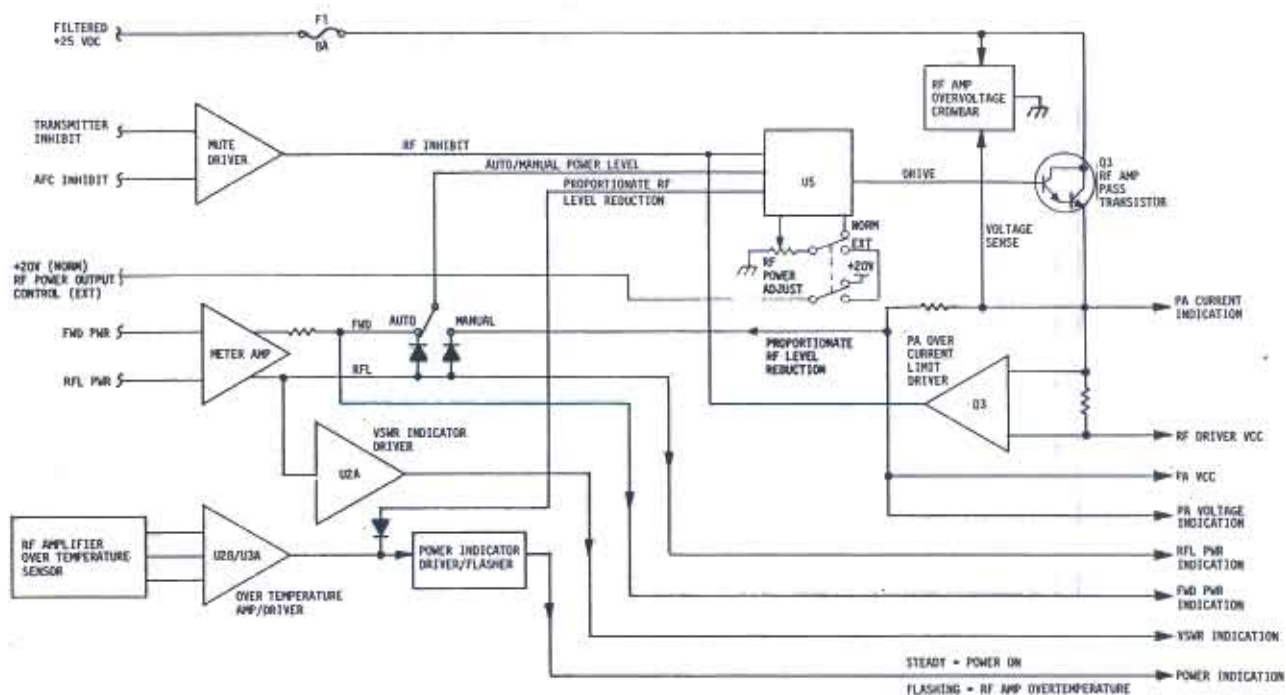 FILTERED
+25 VDC
F1
8A
RF AMP
OVERVOLTAGE
CROWBAR
TRANSMITTER
INHIBIT
AFC INHIBIT
MUTE
DRIVER
RF INHIBIT
AUTO/MANUAL POWER LEVEL
PROPORTIONATE RF
LEVEL REDUCTION
U5
DRIVE
Q1
RF AMP
PASS
TRANSISTOR
VOLTAGE
SENSE
NORM
EXT
+20V
RF
POWER
ADJUST
+20V (NORM)
RF POWER OUTPUT
CONTROL (EXT)
FWD PWR
RFL PWR
METER AMP
FWD
AUTO
MANUAL
RFL
PROPORTIONATE
RF LEVEL
REDUCTION
PA OVER
CURRENT
LIMIT
DRIVER
Q3
PA CURRENT
INDICATION
RF DRIVER VCC
PA VCC
PA VOLTAGE
INDICATION
RFL PWR
INDICATION
FWD PWR
INDICATION
VSWR INDICATION
POWER INDICATION
VSWR INDICATOR
DRIVER
U2A
RF AMPLIFIER
OVER TEMPERATURE
SENSOR
U2B/U3A
OVER TEMPERATURE
AMP/DRIVER
POWER INDICATOR
DRIVER/FLASHER
STEADY = POWER ON
FLASHING = RF AMP OVERTEMPERATURE